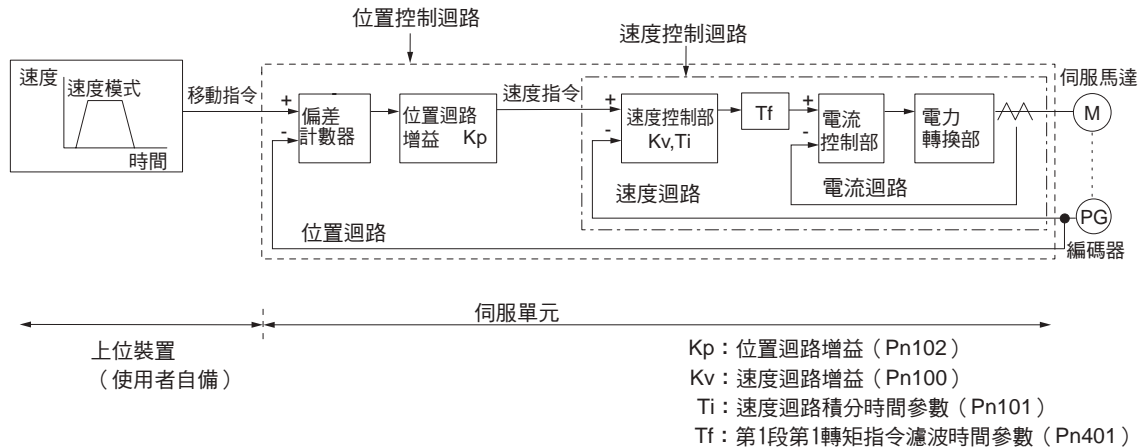 位置控制迴路
速度控制迴路
速度
速度模式
時間
移動指令
+
-
-
偏差
計數器
位置迴路
增益 Kp
速度指令
+
-
速度控制部
Kv,Ti
Tf
+
-
電流
控制部
電力
轉換部
伺服馬達
M
電流迴路
速度迴路
位置迴路
PG
編碼器
伺服單元
上位裝置
（使用者自備）
Kp：位置迴路增益（Pn102）
Kv：速度迴路增益（Pn100）
Ti：速度迴路積分時間參數（Pn101）
Tf：第1段第1轉矩指令濾波時間參數（Pn401）